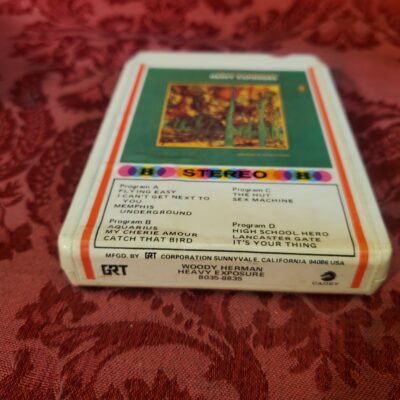 HEAVY EXPOSURE
8 STEREO 8
Program A
FLYING EASY
I CAN'T GET NEXT TO
YOU
MEMPHIS
UNDERGROUND
Program B
AQUARIUS
MY CHERIE AMOUR
CATCH THAT BIRD
Program C
THE HUT
SEX MACHINE
Program D
HIGH SCHOOL HERO
LANCASTER GATE
IT'S YOUR THING
MFGD. BY GRT CORPORATION SUNNYVALE, CALIFORNIA 94086 USA
GRT
WOODY HERMAN
HEAVY EXPOSURE
8035-8835
CADET